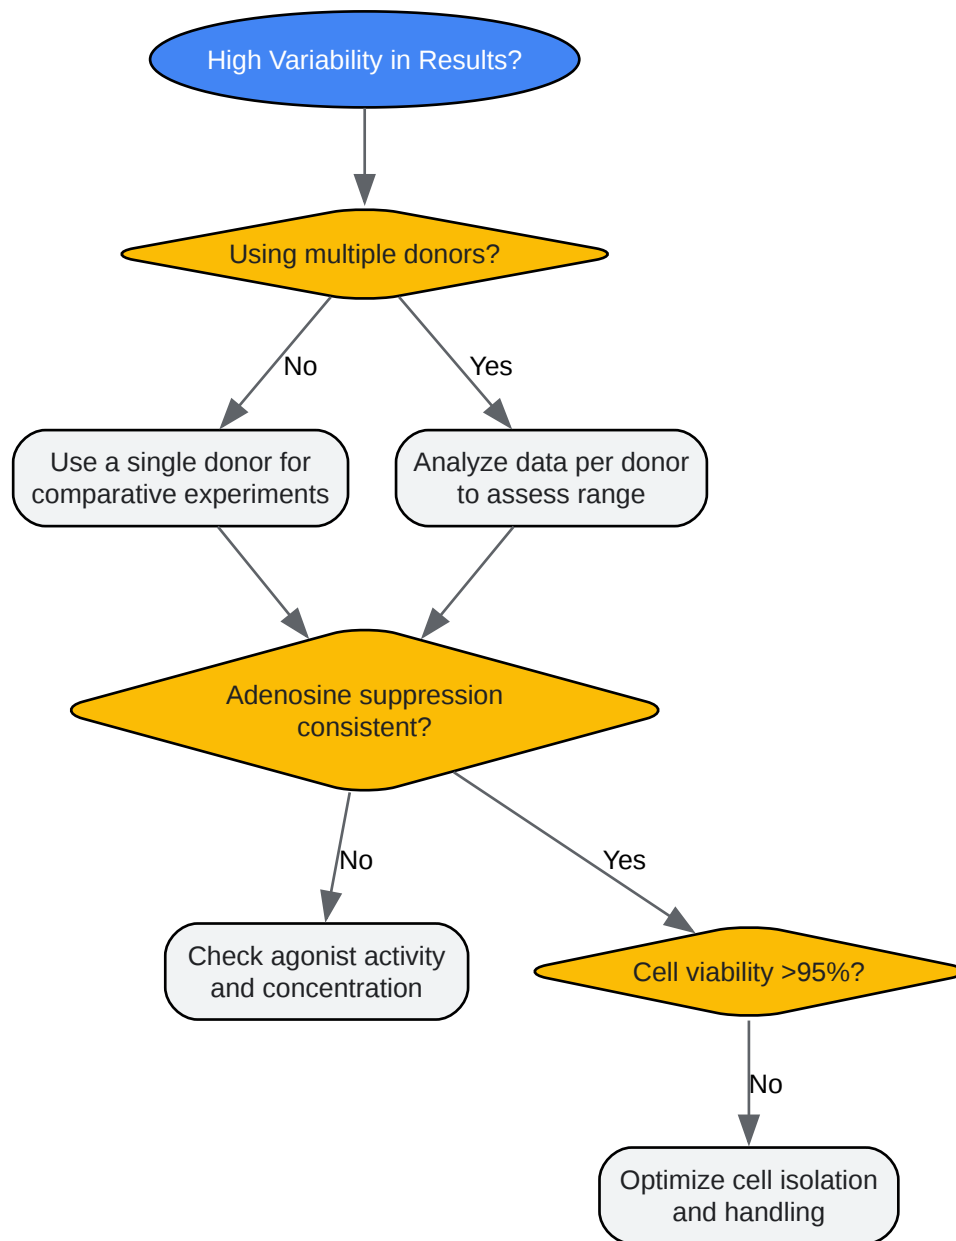 High Variability in Results?
Using multiple donors?
No
Yes
Use a single donor for
comparative experiments
Analyze data per donor
to assess range
Adenosine suppression
consistent?
No
Yes
Check agonist activity
and concentration
Cell viability >95%?
No
Optimize cell isolation
and handling